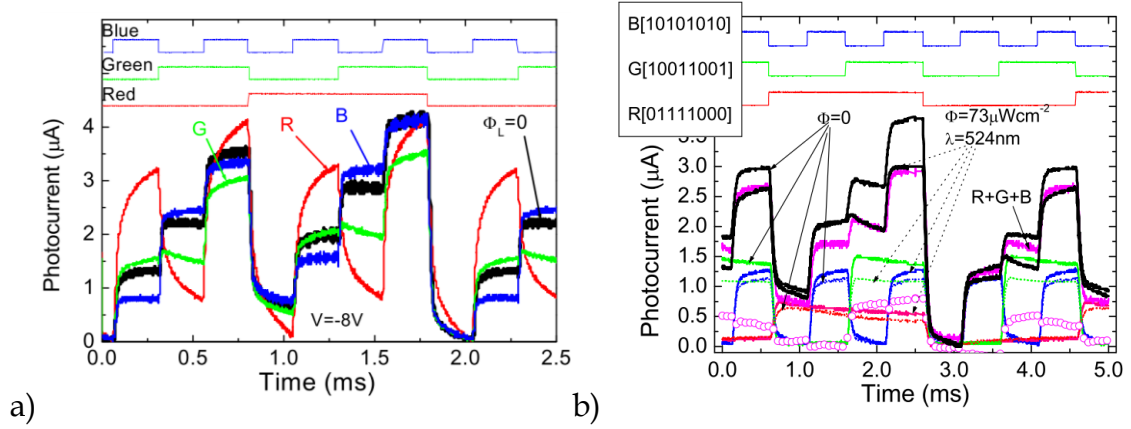 Blue
Green
Red
G
R
B
Φ_L=0
V=-8V
4
3
2
1
0
Photocurrent (µA)
0.0 0.5 1.0 1.5 2.0 2.5
Time (ms)
a)
B[10101010]
G[10011001]
R[01111000]
Φ=0
Φ=73µWcm⁻²
λ=524nm
R+G+B
3.0
2.5
2.0
1.5
1.0
0.5
0.0
Photocurrent (µA)
0.0 1.0 2.0 3.0 4.0 5.0
Time (ms)
b)